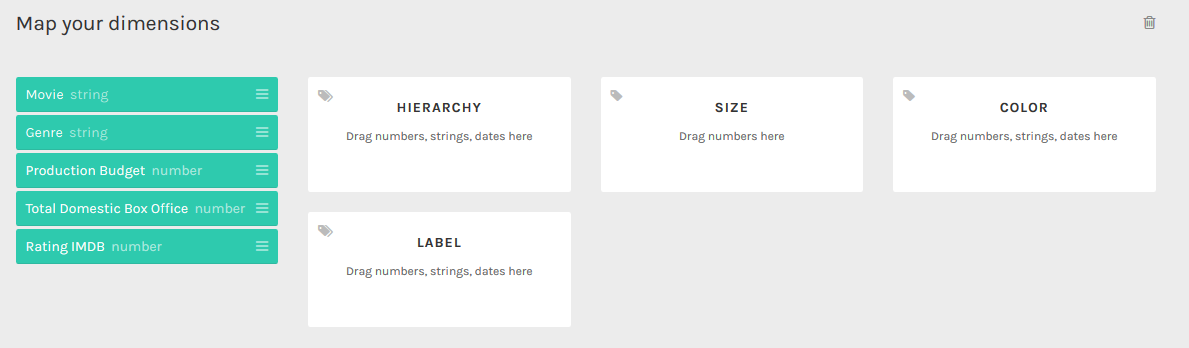 Map your dimensions
Movie string
Genre string
Production Budget number
Total Domestic Box Office number
Rating IMDB number
HIERARCHY
Drag numbers, strings, dates here
SIZE
Drag numbers here
COLOR
Drag numbers, strings, dates here
LABEL
Drag numbers, strings, dates here